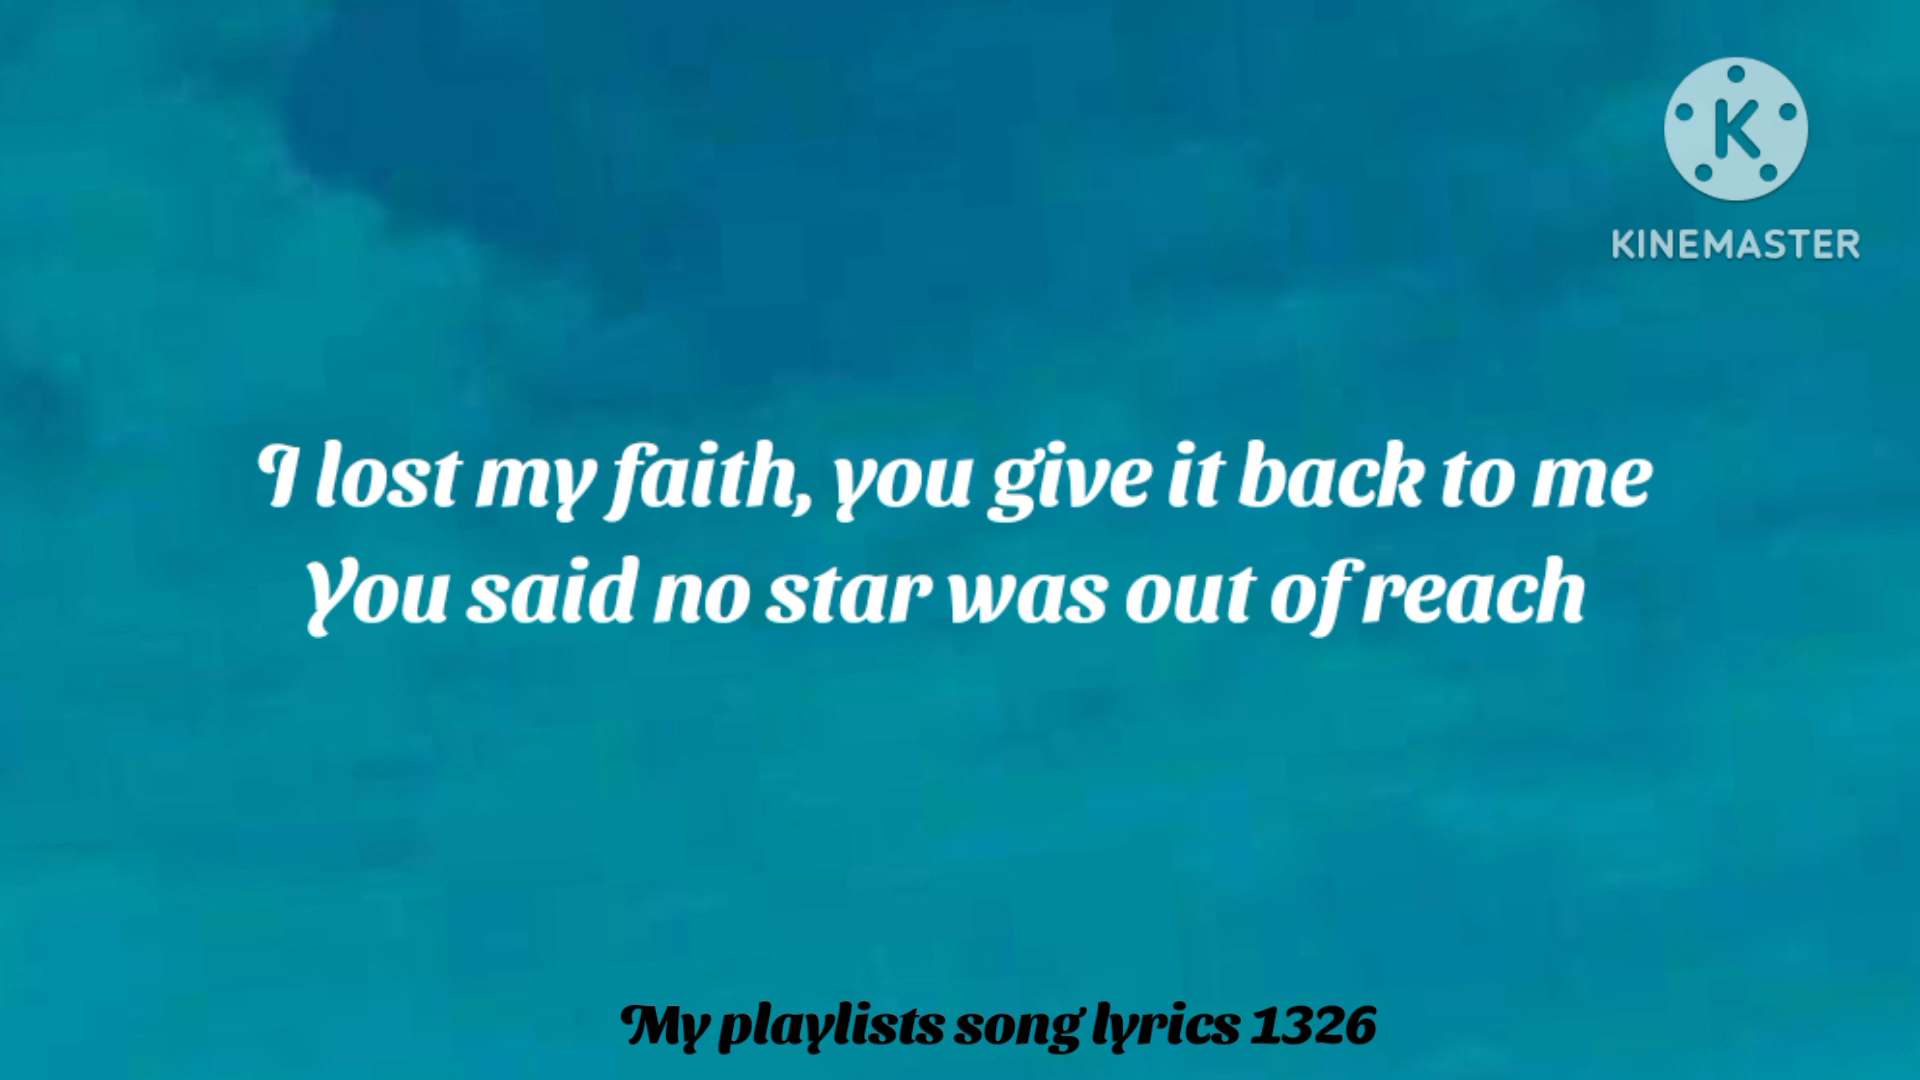 K
KINEMASTER
I lost my faith, you give it back to me
You said no star was out of reach
My playlists song lyrics 1326